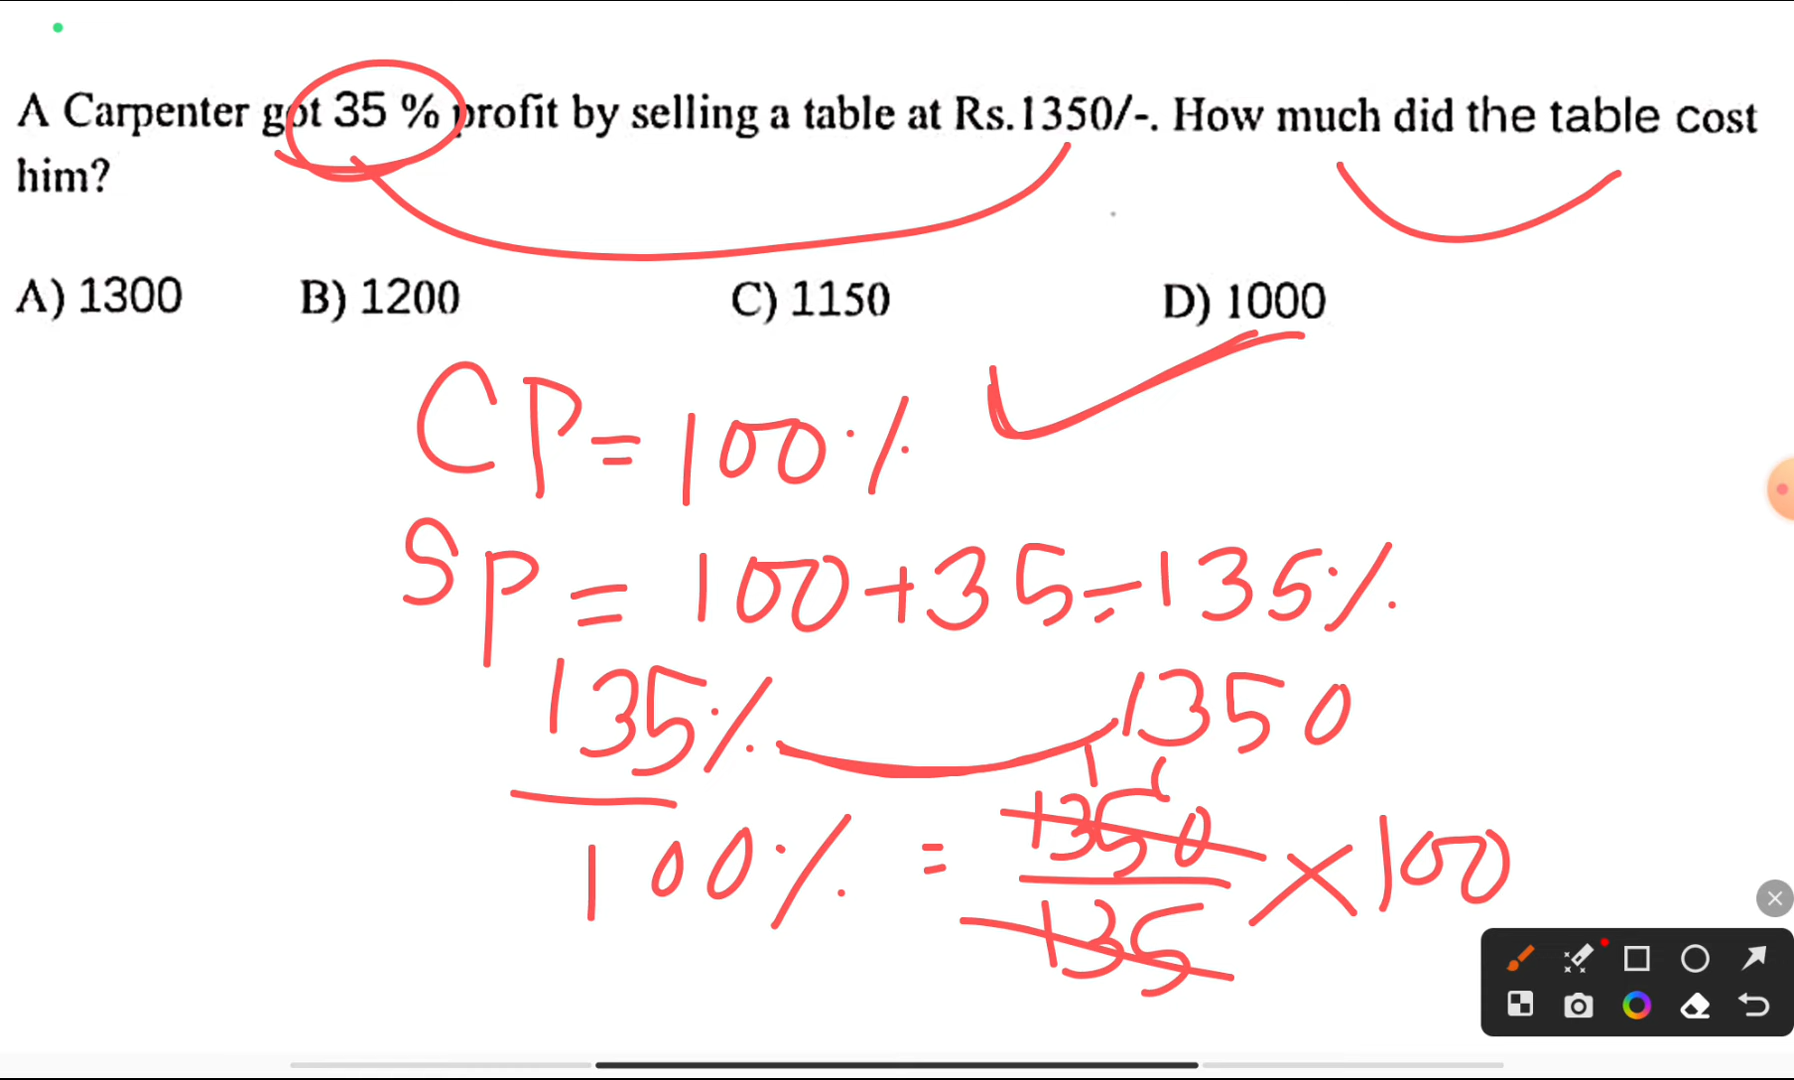 A Carpenter got 35 % profit by selling a table at Rs.1350/-. How much did the table cost
him?
A) 1300 B) 1200 C) 1150 D) 1000
CP = 100%
SP = 100+35=135%
135% 1350
10
100% = 1350/135 × 100